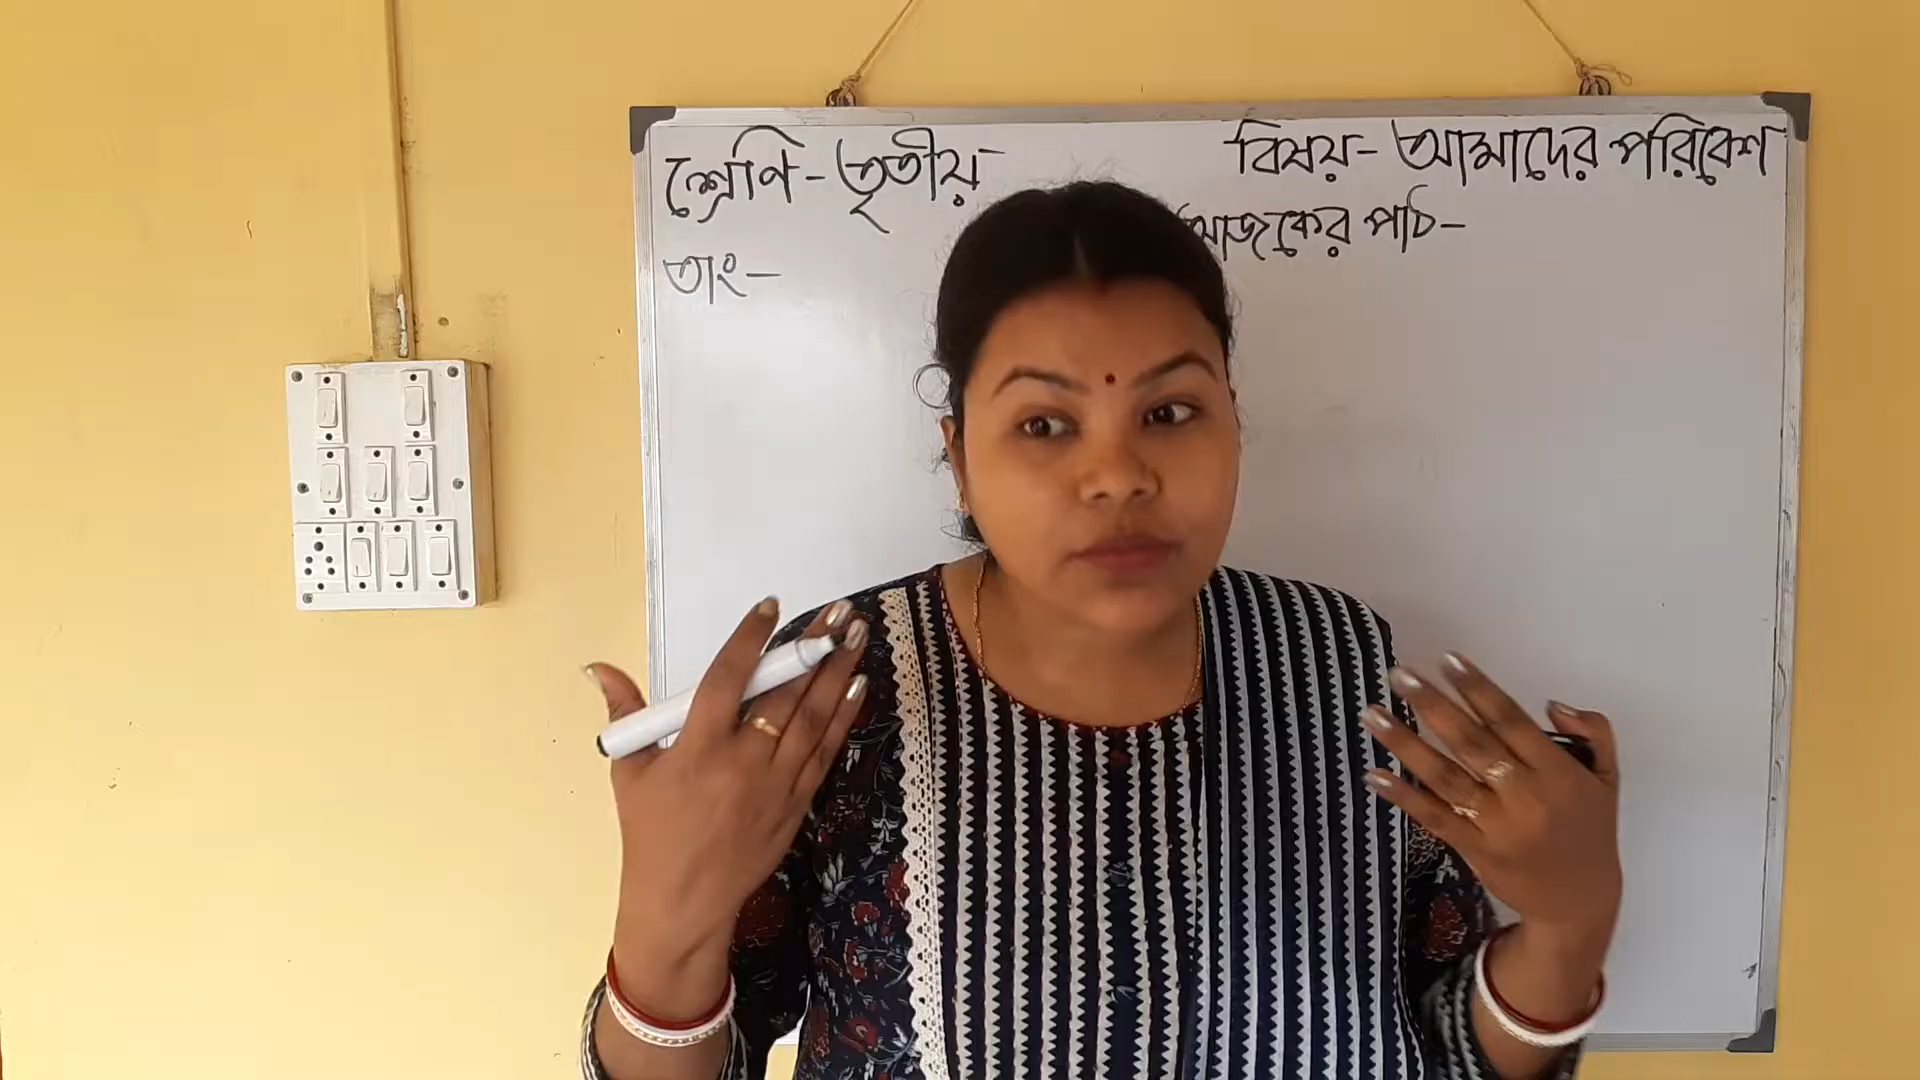 শ্রেণি - তৃতীয়
বিষয় - আমাদের পরিবেশ
আজকের পাঠ -
তাং -